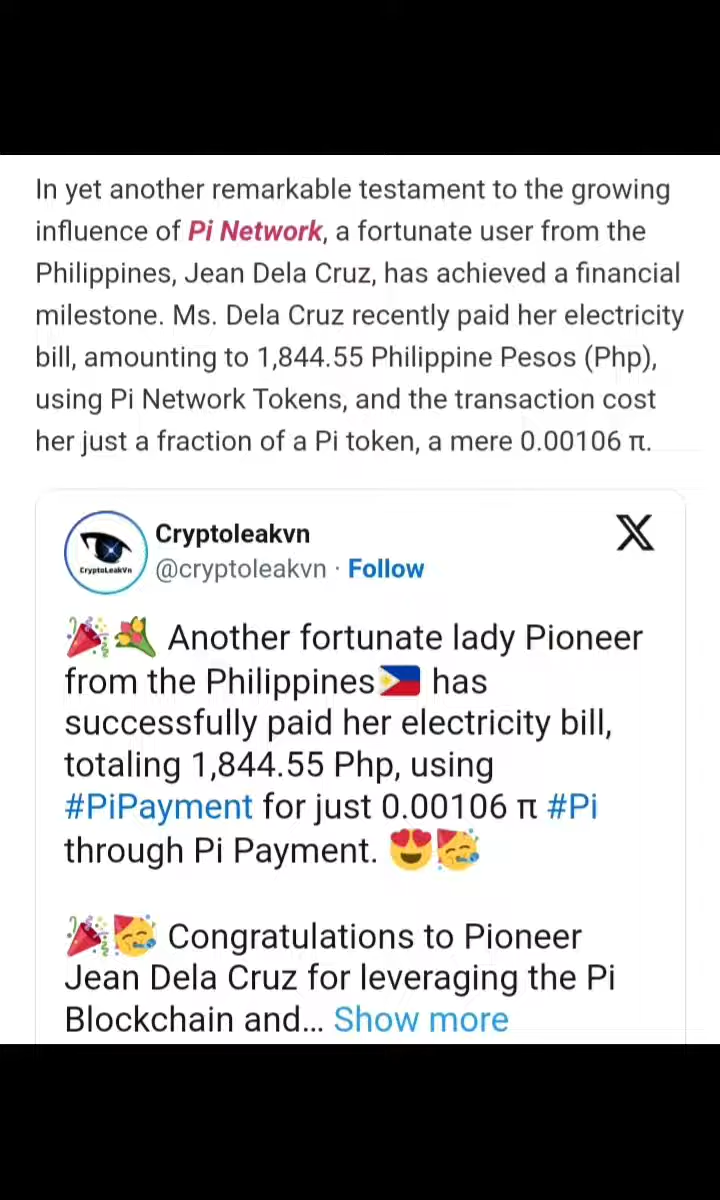 In yet another remarkable testament to the growing
influence of Pi Network, a fortunate user from the
Philippines, Jean Dela Cruz, has achieved a financial
milestone. Ms. Dela Cruz recently paid her electricity
bill, amounting to 1,844.55 Philippine Pesos (Php),
using Pi Network Tokens, and the transaction cost
her just a fraction of a Pi token, a mere 0.00106 π.
CryptoLeakVn
Cryptoleakvn
@cryptoleakvn · Follow
X
🎉💐 Another fortunate lady Pioneer
from the Philippines🇵🇭 has
successfully paid her electricity bill,
totaling 1,844.55 Php, using
#PiPayment for just 0.00106 π #Pi
through Pi Payment. 😍🥳
🎉🥳 Congratulations to Pioneer
Jean Dela Cruz for leveraging the Pi
Blockchain and... Show more